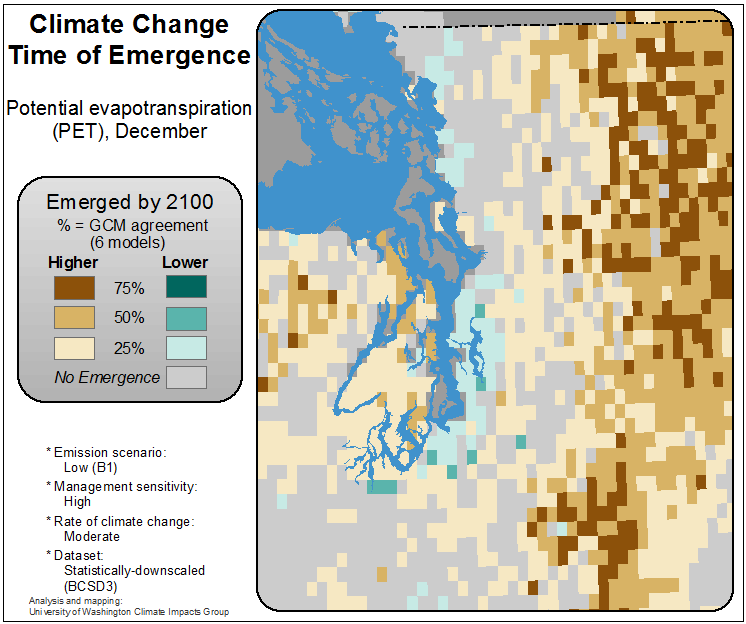 Climate Change
Time of Emergence
Potential evapotranspiration
(PET), December
Emerged by 2100
% = GCM agreement
(6 models)
Higher Lower
75%
50%
25%
No Emergence
* Emission scenario:
Low (B1)
* Management sensitivity:
High
* Rate of climate change:
Moderate
* Dataset:
Statistically-downscaled
(BCSD3)
Analysis and mapping:
University of Washington Climate Impacts Group